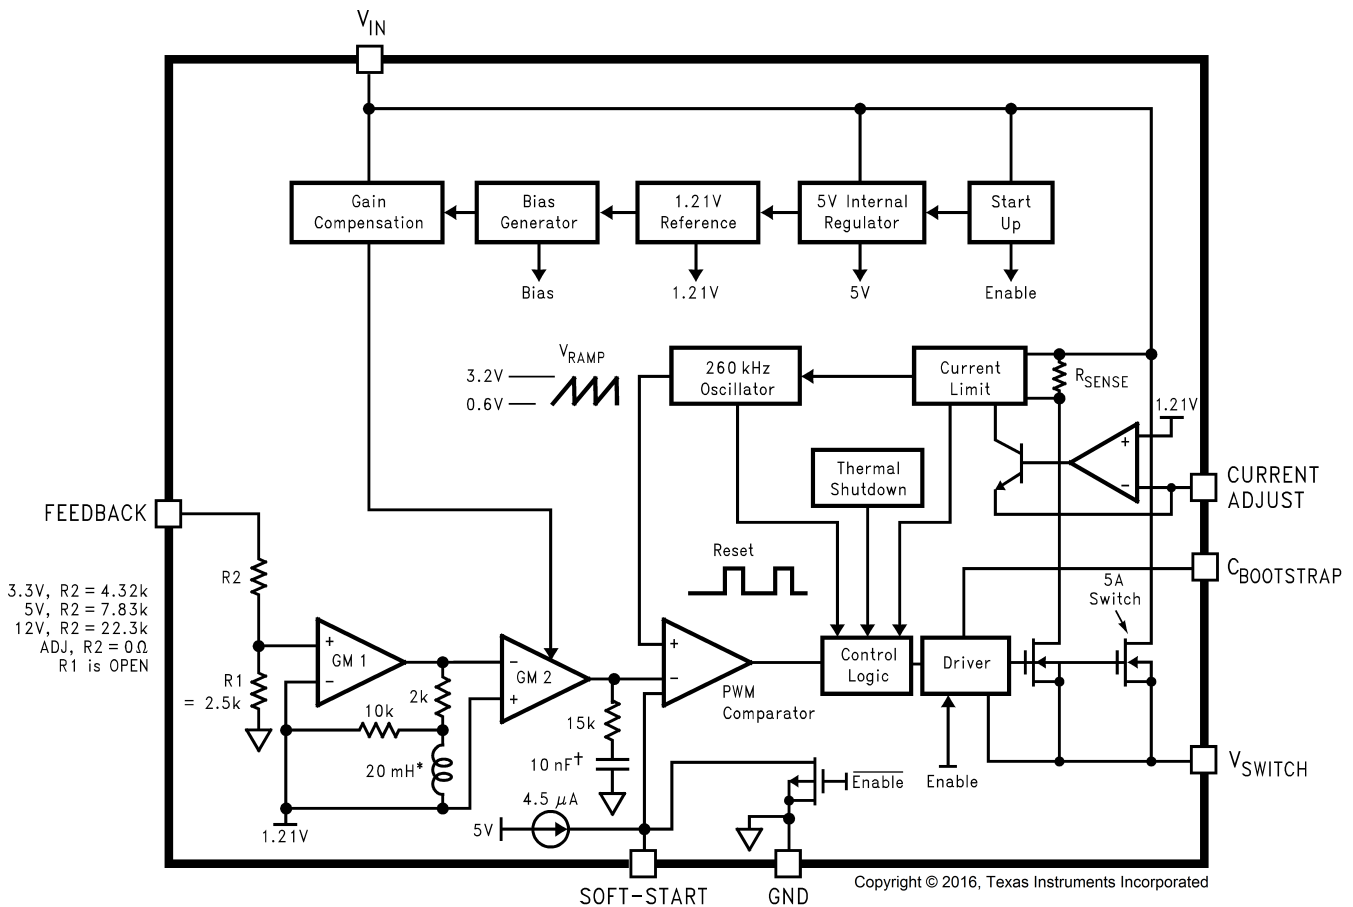 VIN
Gain
Compensation
Bias
Generator
1.21V
Reference
5V Internal
Regulator
Start
Up
Bias
1.21V
5V
Enable
VRAMP
3.2V
0.6V
260 kHz
Oscillator
Current
Limit
RSENSE
1.21V
+
−
CURRENT
ADJUST
Thermal
Shutdown
FEEDBACK
Reset
CBOOTSTRAP
R2
3.3V, R2 = 4.32k
5V, R2 = 7.83k
12V, R2 = 22.3k
ADJ, R2 = 0Ω
R1 is OPEN
5A
Switch
+
GM 1
−
−
GM 2
+
+
−
PWM
Comparator
Control
Logic
Driver
R1
= 2.5k
2k
10k
15k
20 mH*
10 nF†
Enable
Enable
VSWITCH
4.5 μA
5V
1.21V
SOFT-START
GND
Copyright © 2016, Texas Instruments Incorporated